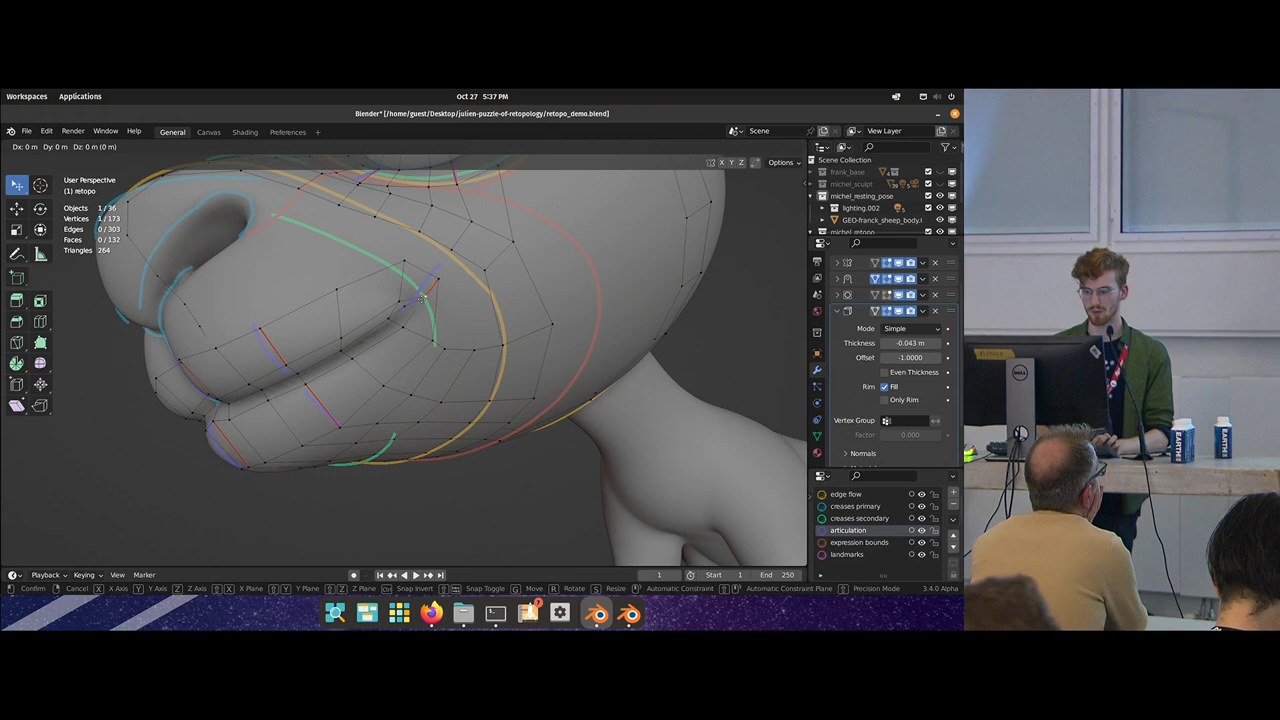 Workspaces Applications Oct 27 5:37 PM
Blender* [/home/guest/Desktop/julien-puzzle-of-retopology/retopo_demo.blend]
File Edit Render Window Help General Canvas Shading Preferences + Scene View Layer
Dx: 0 m Dy: 0 m Dz: 0 m (0 m)
X Y Z Options
Scene Collection
frank_base
michel_sculpt
michel_resting_pose
lighting.002
GEO-franck_sheep_body.
michel_retopo
User Perspective
(1) retopo
Objects 1/36
Vertices 1/173
Edges 0/303
Faces 0/132
Triangles 264
Mode Simple
Thickness -0.043 m
Offset -1.0000
Even Thickness
Rim Fill
Only Rim
Vertex Group
Factor 0.000
Normals
edge flow
creases primary
creases secondary
articulation
expression bounds
landmarks
Playback Keying View Marker 1 Start 1 End 250
Confirm Cancel X X Axis Y Y Axis Z Z Axis X Plane Y Plane Z Plane Snap Invert Snap Toggle G Move R Rotate S Resize Automatic Constraint Automatic Constraint Plane Precision Mode 3.4.0 Alpha
DELL
EARTH
EARTH